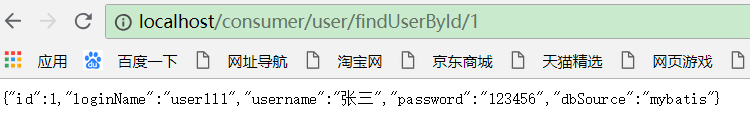 localhost/consumer/user/findUserById/1
应用 百度一下 网址导航 淘宝网 京东商城 天猫精选 网页游戏
{"id":1,"loginName":"user111","username":"张三","password":"123456","dbSource":"mybatis"}